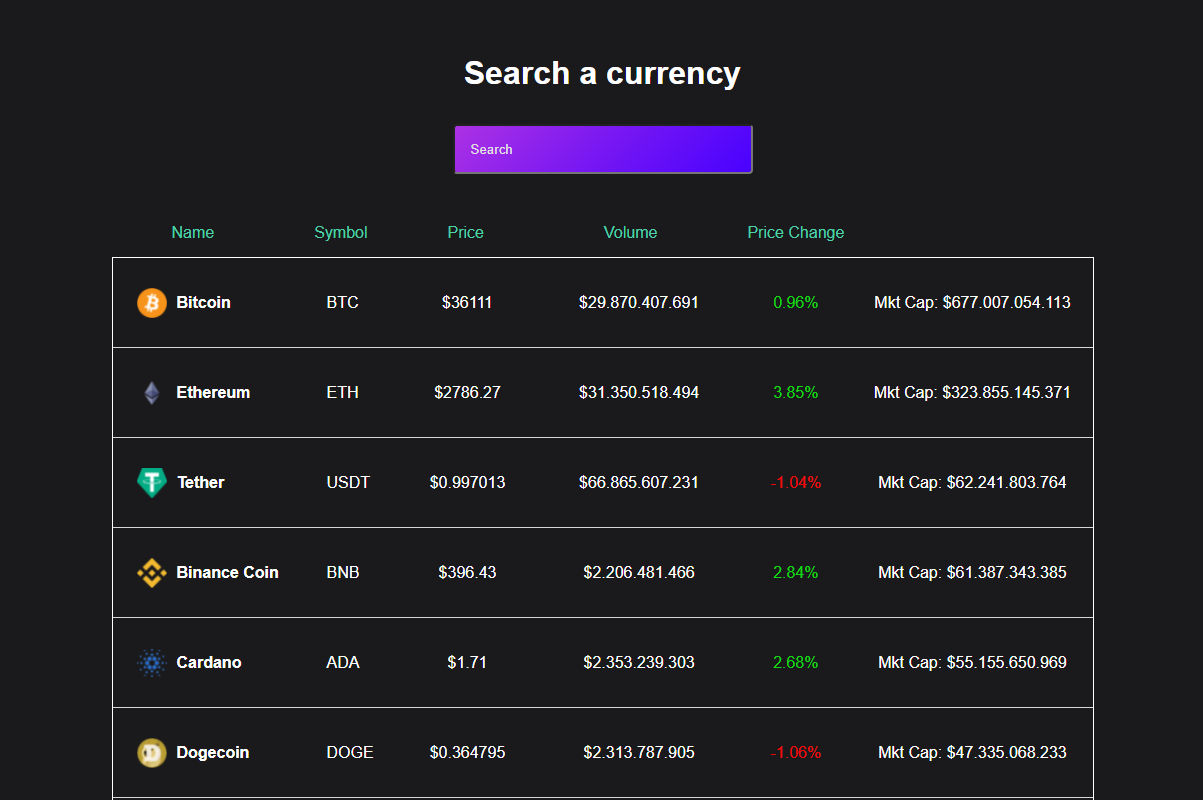 Search a currency
Search
Name Symbol Price Volume Price Change
Bitcoin BTC $36111 $29.870.407.691 0.96% Mkt Cap: $677.007.054.113
Ethereum ETH $2786.27 $31.350.518.494 3.85% Mkt Cap: $323.855.145.371
Tether USDT $0.997013 $66.865.607.231 -1.04% Mkt Cap: $62.241.803.764
Binance Coin BNB $396.43 $2.206.481.466 2.84% Mkt Cap: $61.387.343.385
Cardano ADA $1.71 $2.353.239.303 2.68% Mkt Cap: $55.155.650.969
Dogecoin DOGE $0.364795 $2.313.787.905 -1.06% Mkt Cap: $47.335.068.233